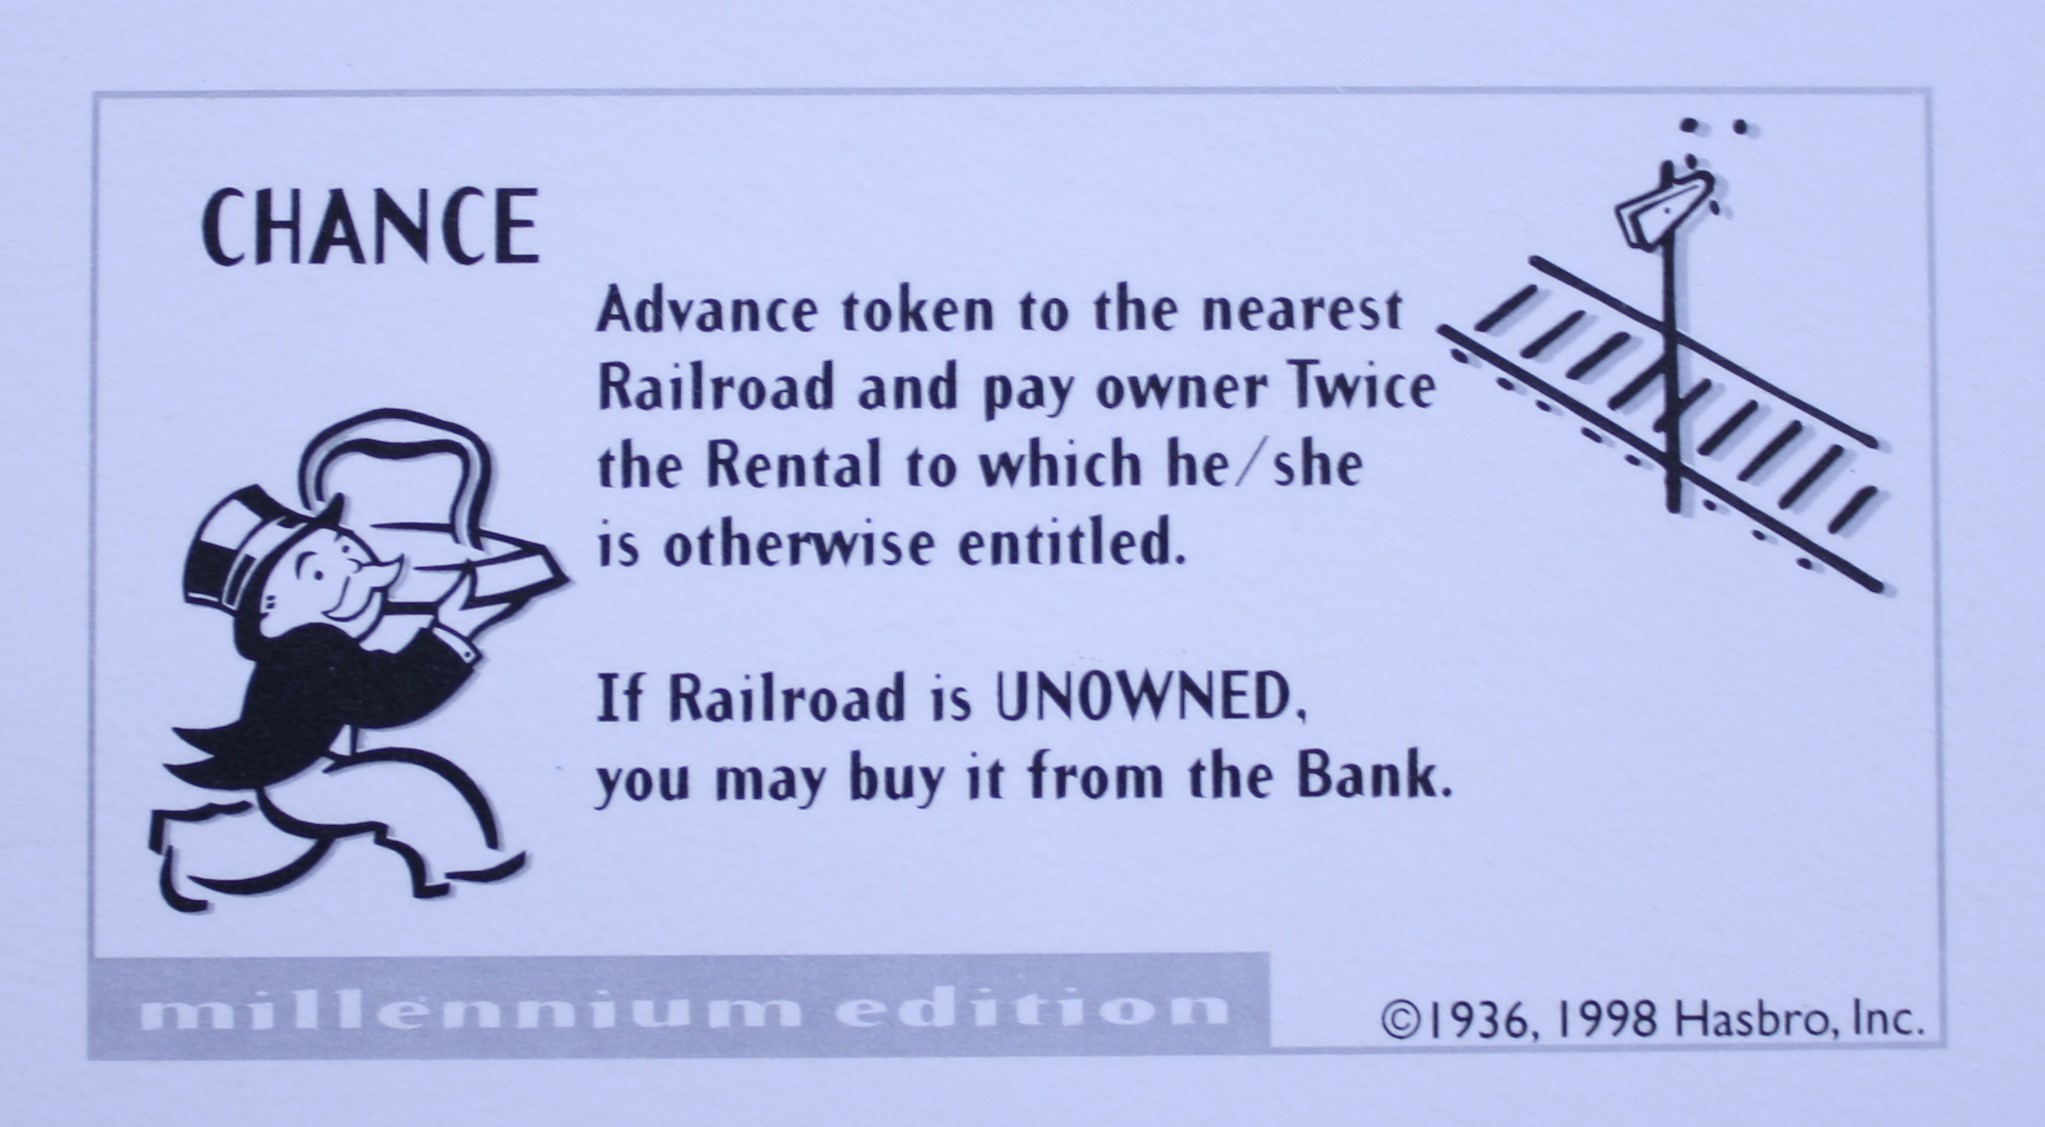 CHANCE
Advance token to the nearest
Railroad and pay owner Twice
the Rental to which he/she
is otherwise entitled.
If Railroad is UNOWNED,
you may buy it from the Bank.
millennium edition
©1936, 1998 Hasbro, Inc.